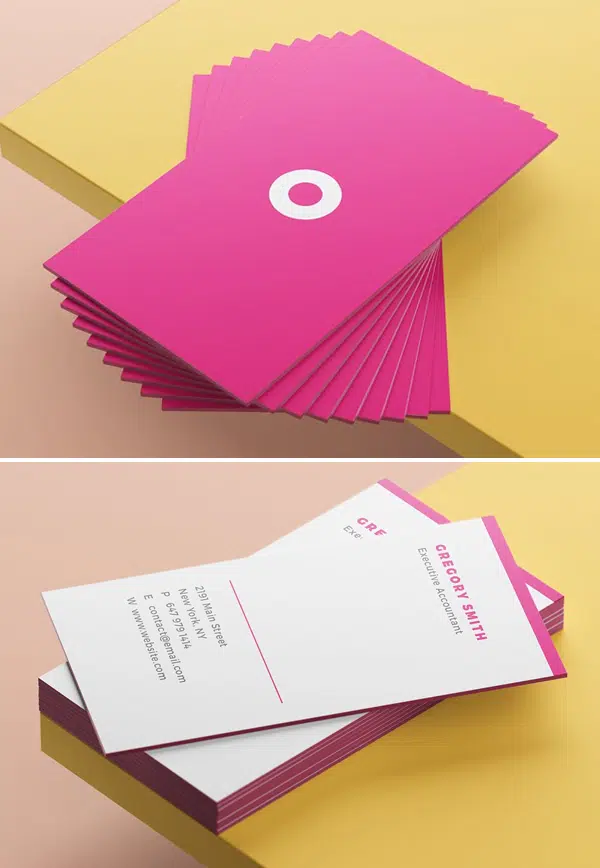 GRE
Exe
GREGORY SMITH
Executive Accountant
2191 Main Street
New York, NY
P 647 979 1414
E contact@email.com
W www.website.com